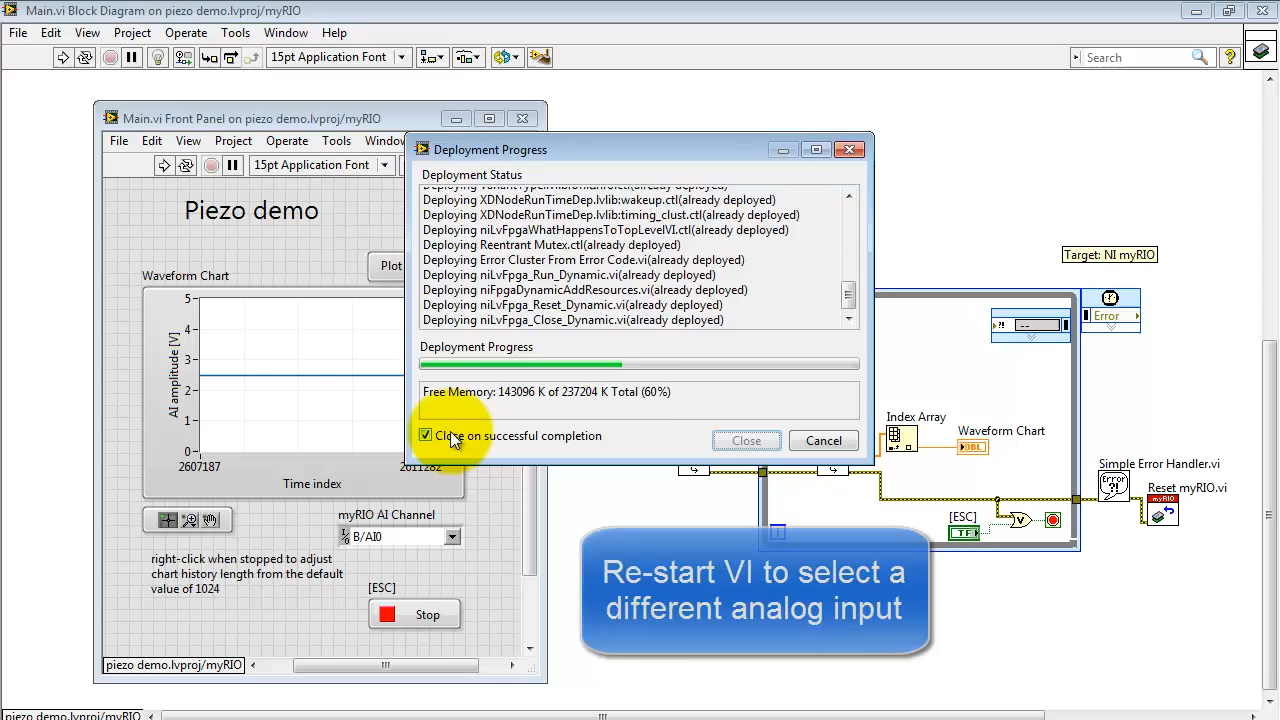 Main.vi Block Diagram on piezo demo.lvproj/myRIO
File Edit View Project Operate Tools Window Help
15pt Application Font
Search
Main.vi Front Panel on piezo demo.lvproj/myRIO
File Edit View Project Operate Tools Window
15pt Application Font
Piezo demo
Plot
Waveform Chart
AI amplitude [V]
5
4
3
2
1
0
2607187
2611282
Time index
myRIO AI Channel
B/AI0
right-click when stopped to adjust
chart history length from the default
value of 1024
[ESC]
Stop
piezo demo.lvproj/myRIO
Deployment Progress
Deployment Status
Deploying XDNodeRunTimeDep.lvlib:wakeup.ctl(already deployed)
Deploying XDNodeRunTimeDep.lvlib:timing_clust.ctl(already deployed)
Deploying niLvFpgaWhatHappensToTopLevelVI.ctl(already deployed)
Deploying Reentrant Mutex.ctl(already deployed)
Deploying Error Cluster From Error Code.vi(already deployed)
Deploying niLvFpga_Run_Dynamic.vi(already deployed)
Deploying niFpgaDynamicAddResources.vi(already deployed)
Deploying niLvFpga_Reset_Dynamic.vi(already deployed)
Deploying niLvFpga_Close_Dynamic.vi(already deployed)
Deployment Progress
Free Memory: 143096 K of 237204 K Total (60%)
Close on successful completion
Close
Cancel
Target: NI myRIO
Error
--
Index Array
Waveform Chart
DBL
Simple Error Handler.vi
Error
?!
Reset myRIO.vi
myRIO
[ESC]
TF
V
i
Re-start VI to select a
different analog input
piezo demo.lvproj/myRIO